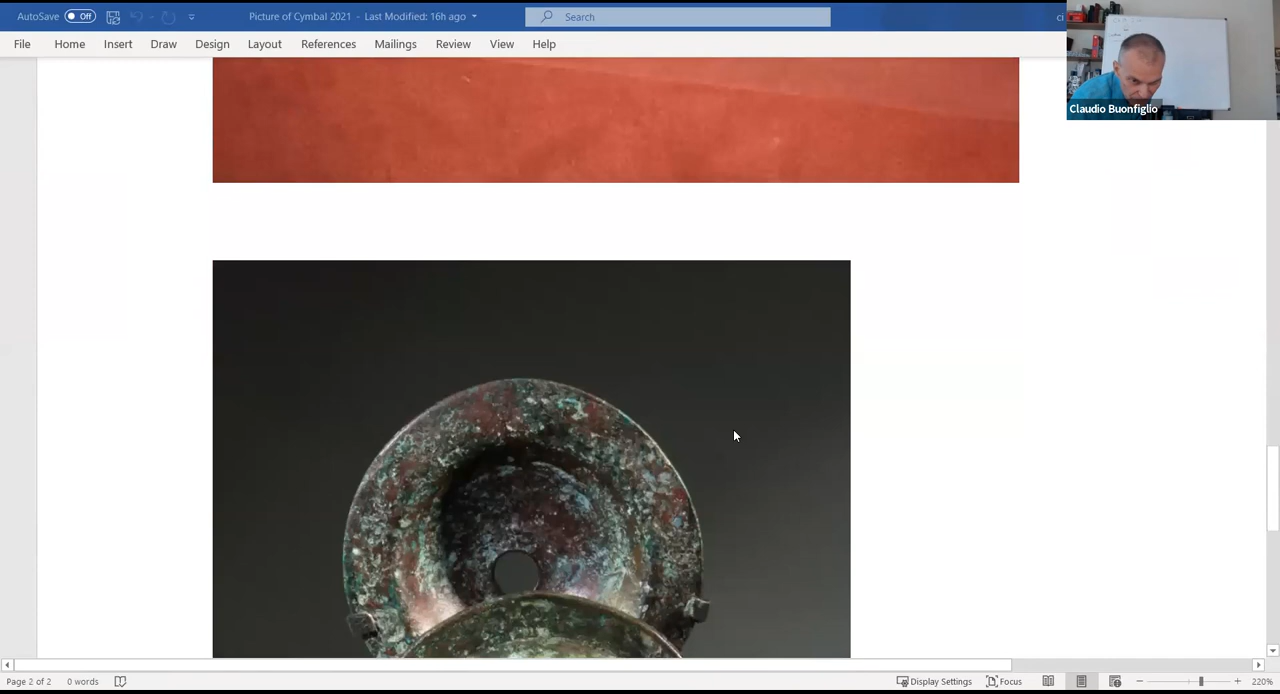 AutoSave Off Picture of Cymbal 2021 - Last Modified: 16h ago Search
File Home Insert Draw Design Layout References Mailings Review View Help
Claudio Buonfiglio
Page 2 of 2 0 words Display Settings Focus 220%